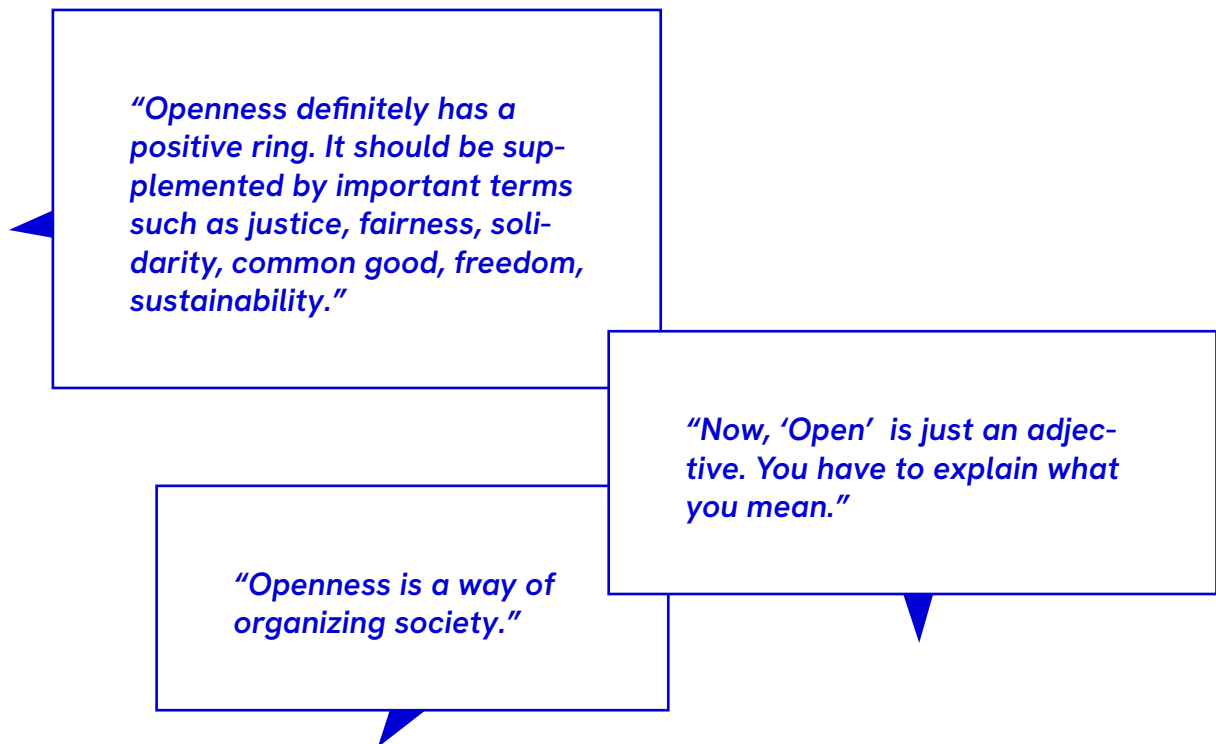 “Openness definitely has a
positive ring. It should be sup-
plemented by important terms
such as justice, fairness, soli-
darity, common good, freedom,
sustainability.”
“Now, ‘Open’  is just an adjec-
tive. You have to explain what
you mean.”
“Openness is a way of
organizing society.”